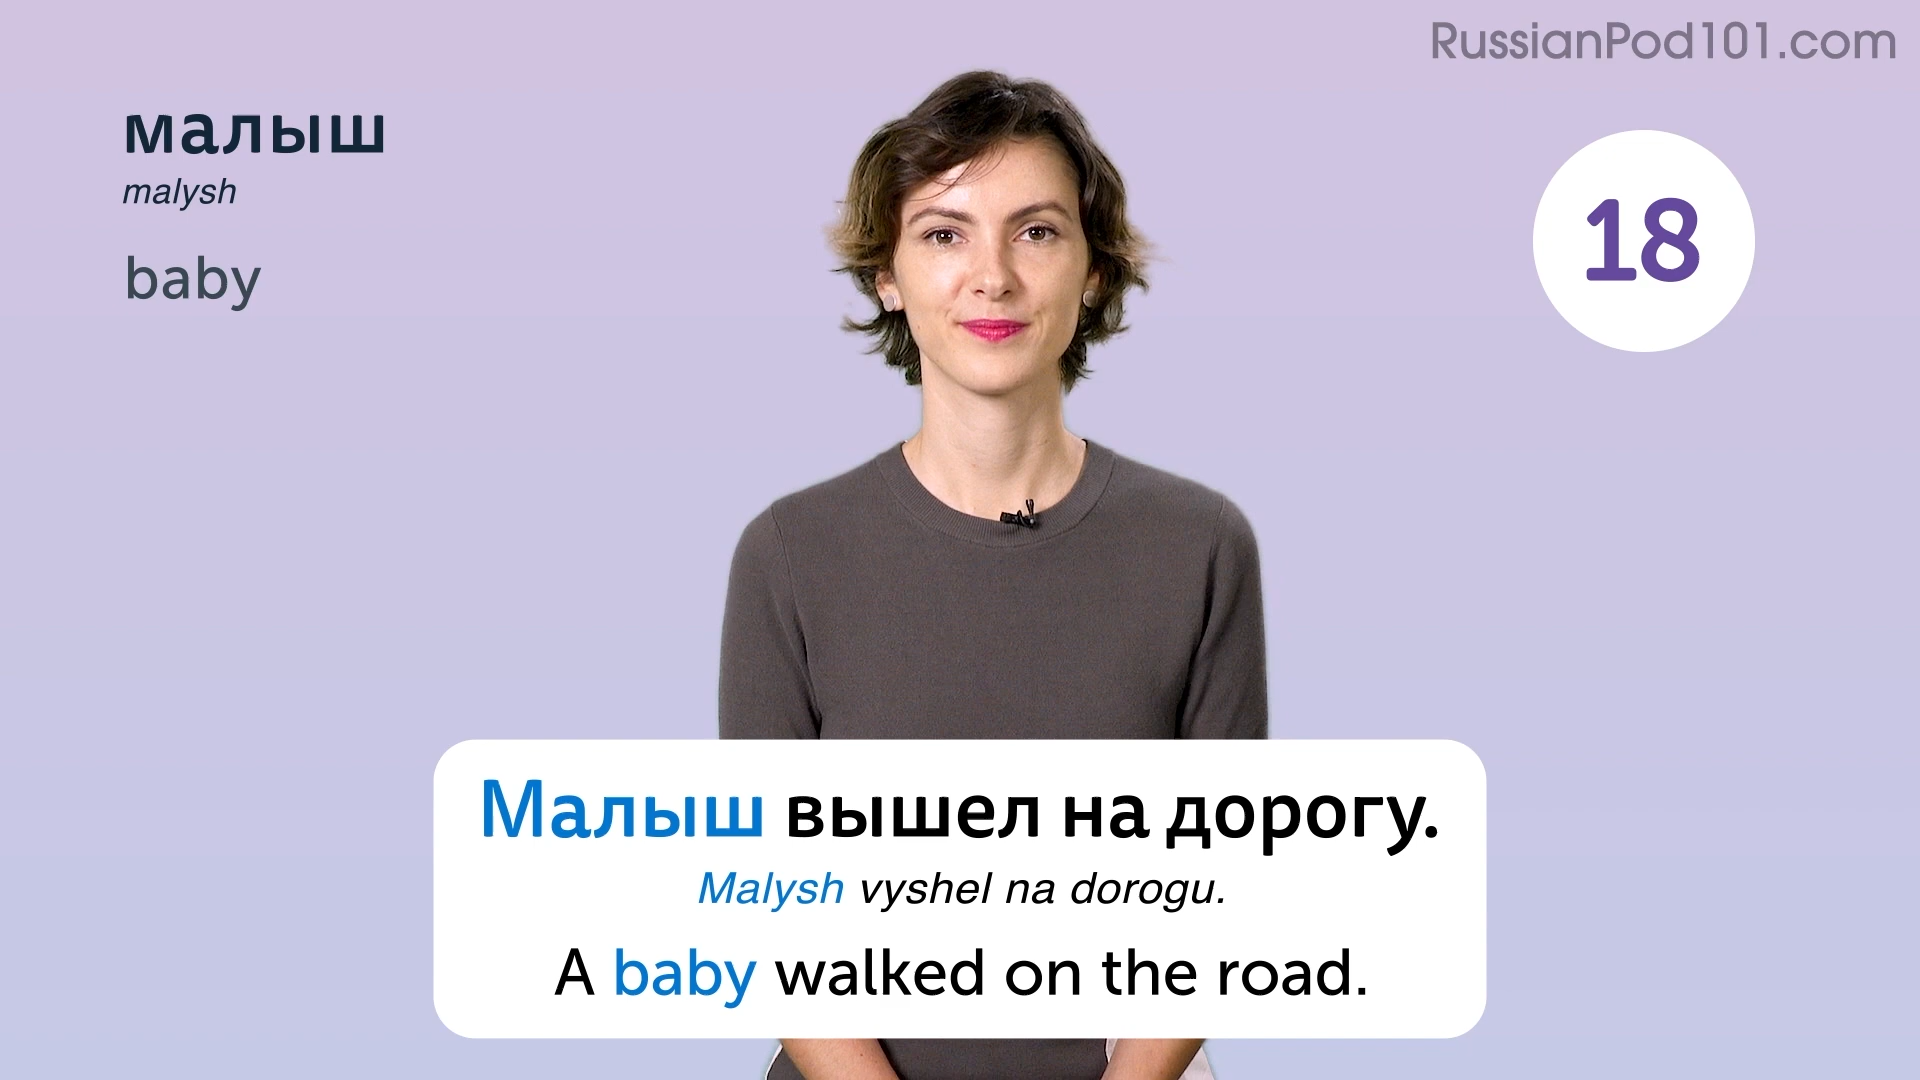 RussianPod101.com
малыш
malysh
baby
18
Малыш вышел на дорогу.
Malysh vyshel na dorogu.
A baby walked on the road.